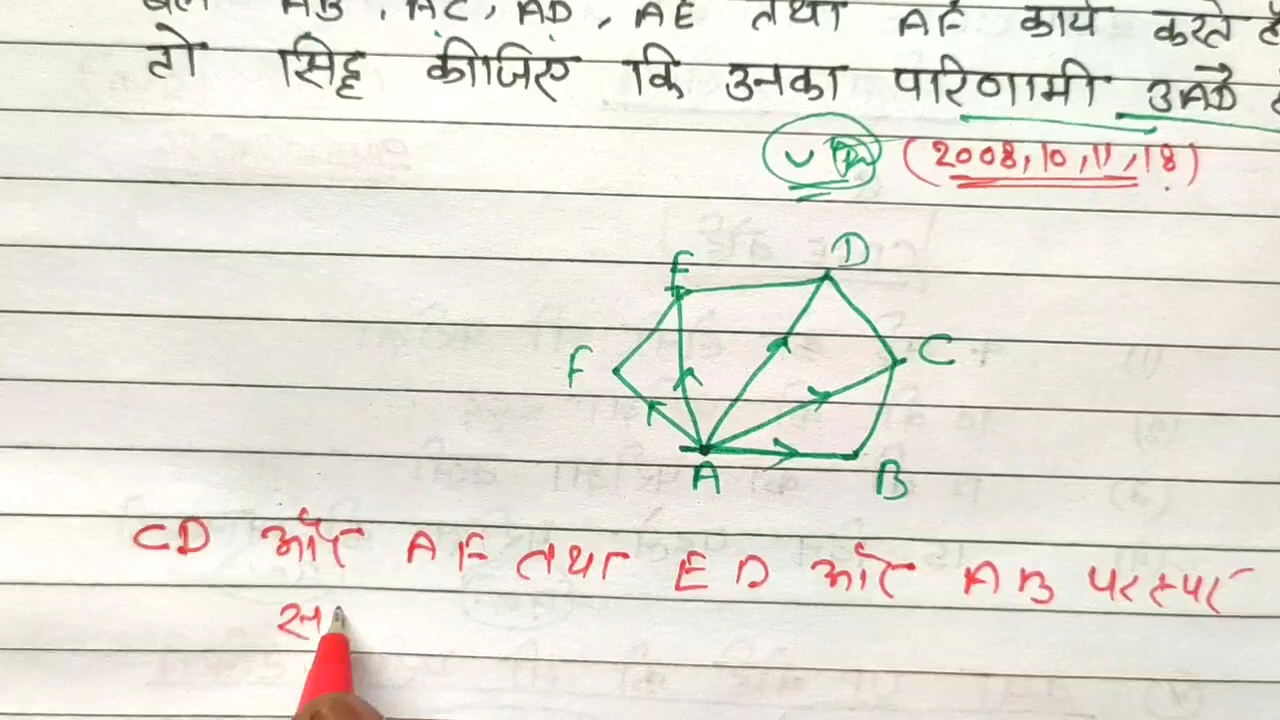 बल AB, AC, AD, AE तथा AF कार्य करते
तो सिद्द कीजिए कि उनका परिणामी 3AD
(2008, 10, 11, 18)
E D
F C
A B
CD और AF तथा ED और AB परस्पर